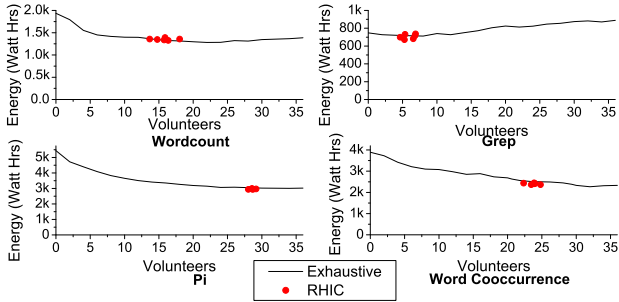 Energy (Watt Hrs)
2.0k
1.5k
1.0k
0.5k
0.0
0 5 10 15 20 25 30 35
Volunteers
Wordcount
Energy (Watt Hrs)
1k
800
600
400
200
0
0 5 10 15 20 25 30 35
Volunteers
Grep
Energy (Watt Hrs)
5k
4k
3k
2k
1k
0
0 5 10 15 20 25 30 35
Volunteers
Pi
Energy (Watt Hrs)
4k
3k
2k
1k
0
0 5 10 15 20 25 30 35
Volunteers
Word Cooccurrence
Exhaustive
RHIC